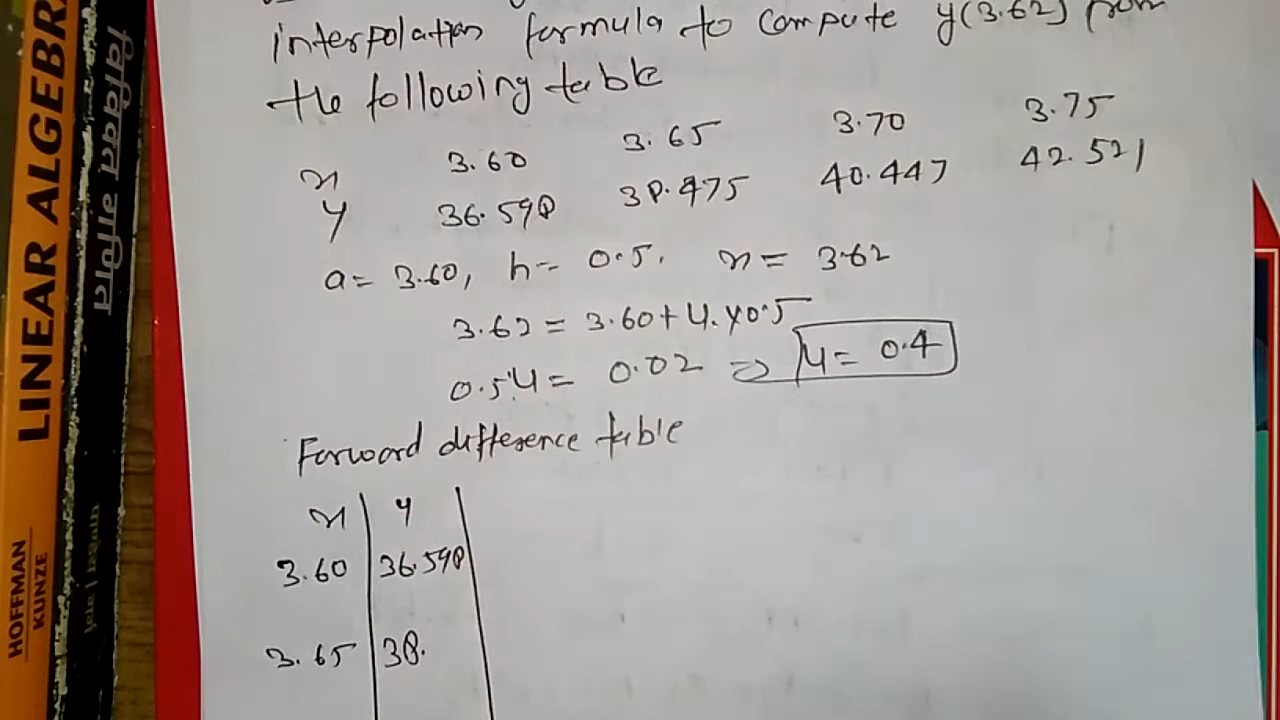 interpolation formula to compute y(3.62) from
the following table
x 3.60 3.65 3.70 3.75
y 36.598 38.475 40.447 42.521
a= 3.60, h= 0.5. x= 3.62
3.62 = 3.60+ u.x0.5
0.5u= 0.02 => u= 0.4
Forword difference table
x y
3.60 36.598
3.65 38.
LINEAR ALGEBRA
HOFFMAN
KUNZE
विविक्त गणित